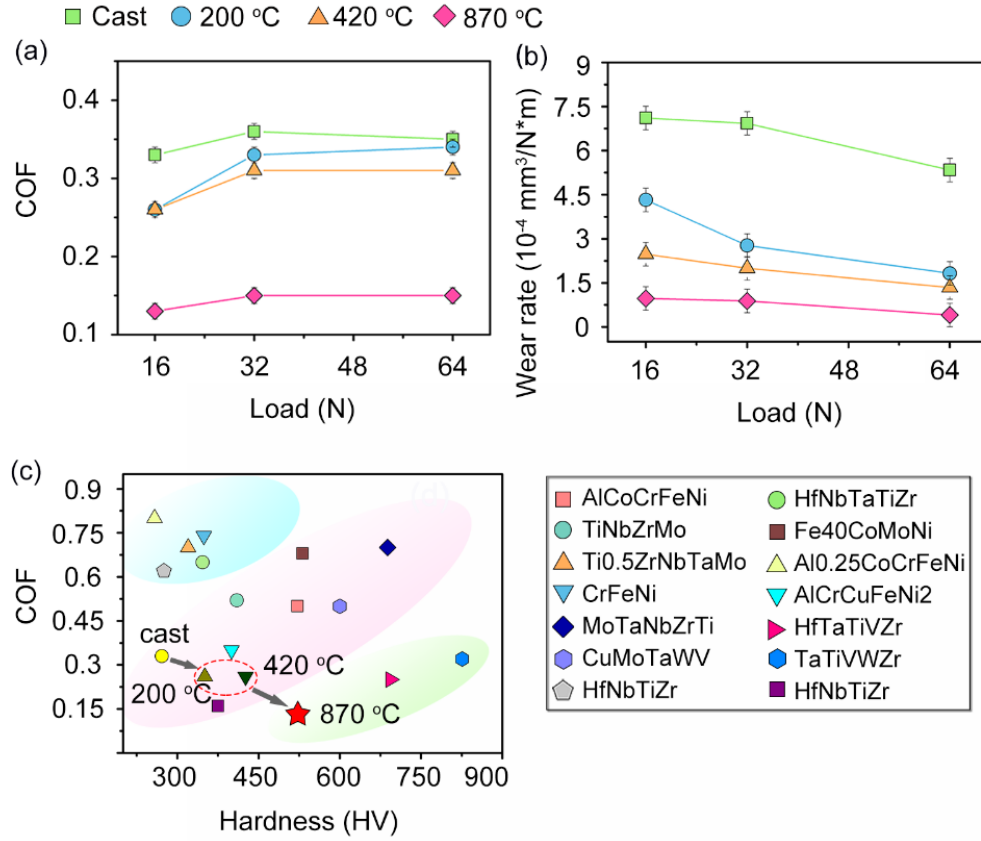 Cast 200 °C 420 °C 870 °C
(a)
COF
0.4
0.3
0.2
0.1
16 32 48 64
Load (N)
(b)
Wear rate (10⁻⁴ mm³/N*m)
9
7.5
6
4.5
3
1.5
0
16 32 48 64
Load (N)
(c)
COF
0.9
0.75
0.6
0.45
0.3
0.15
cast
200 °C
420 °C
870 °C
300 450 600 750 900
Hardness (HV)
AlCoCrFeNi
TiNbZrMo
Ti0.5ZrNbTaMo
CrFeNi
MoTaNbZrTi
CuMoTaWV
HfNbTiZr
HfNbTaTiZr
Fe40CoMoNi
Al0.25CoCrFeNi
AlCrCuFeNi2
HfTaTiVZr
TaTiVWZr
HfNbTiZr